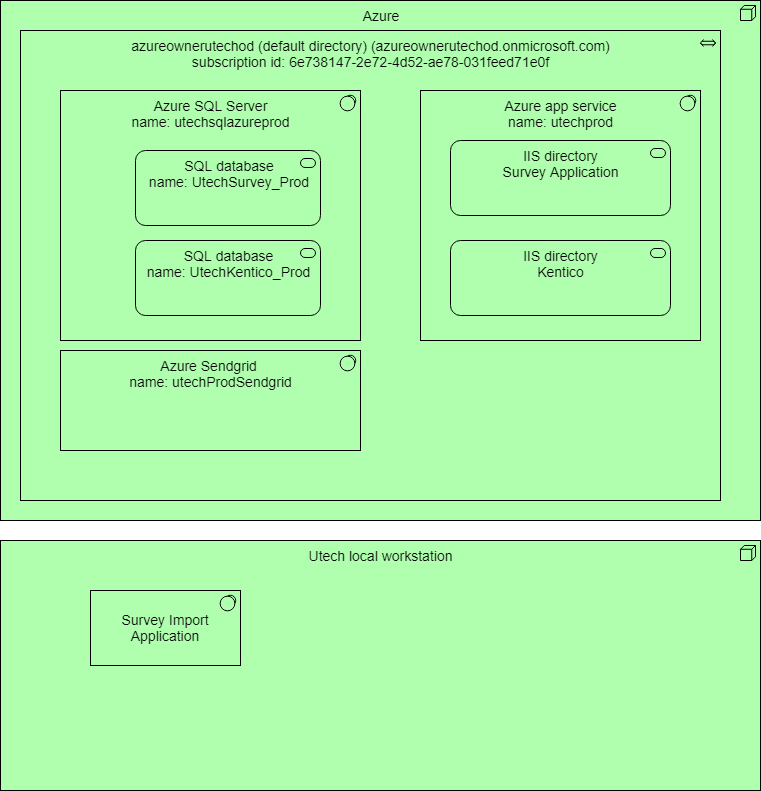 Azure
azureownerutechod (default directory) (azureownerutechod.onmicrosoft.com)
subscription id: 6e738147-2e72-4d52-ae78-031feed71e0f
Azure SQL Server
name: utechsqlazureprod
SQL database
name: UtechSurvey_Prod
SQL database
name: UtechKentico_Prod
Azure app service
name: utechprod
IIS directory
Survey Application
IIS directory
Kentico
Azure Sendgrid
name: utechProdSendgrid
Utech local workstation
Survey Import
Application